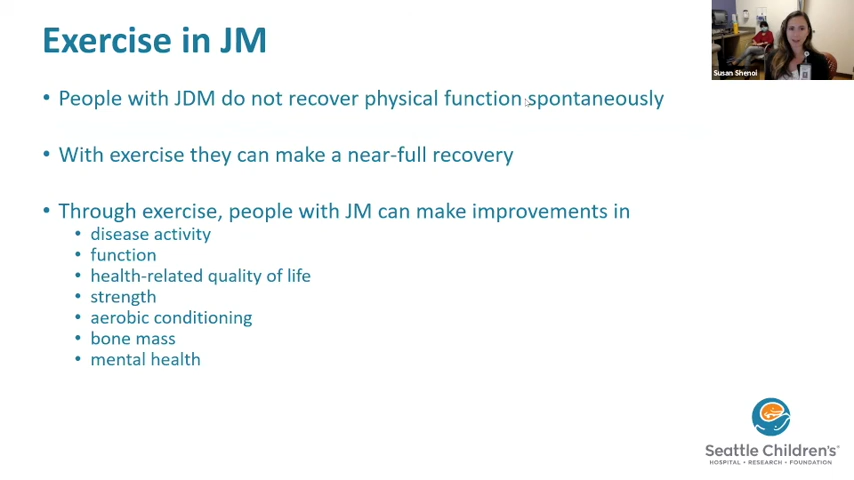 Exercise in JM
Susan Shenoi
• People with JDM do not recover physical function spontaneously
• With exercise they can make a near-full recovery
• Through exercise, people with JM can make improvements in
• disease activity
• function
• health-related quality of life
• strength
• aerobic conditioning
• bone mass
• mental health
Seattle Children's®
HOSPITAL • RESEARCH • FOUNDATION